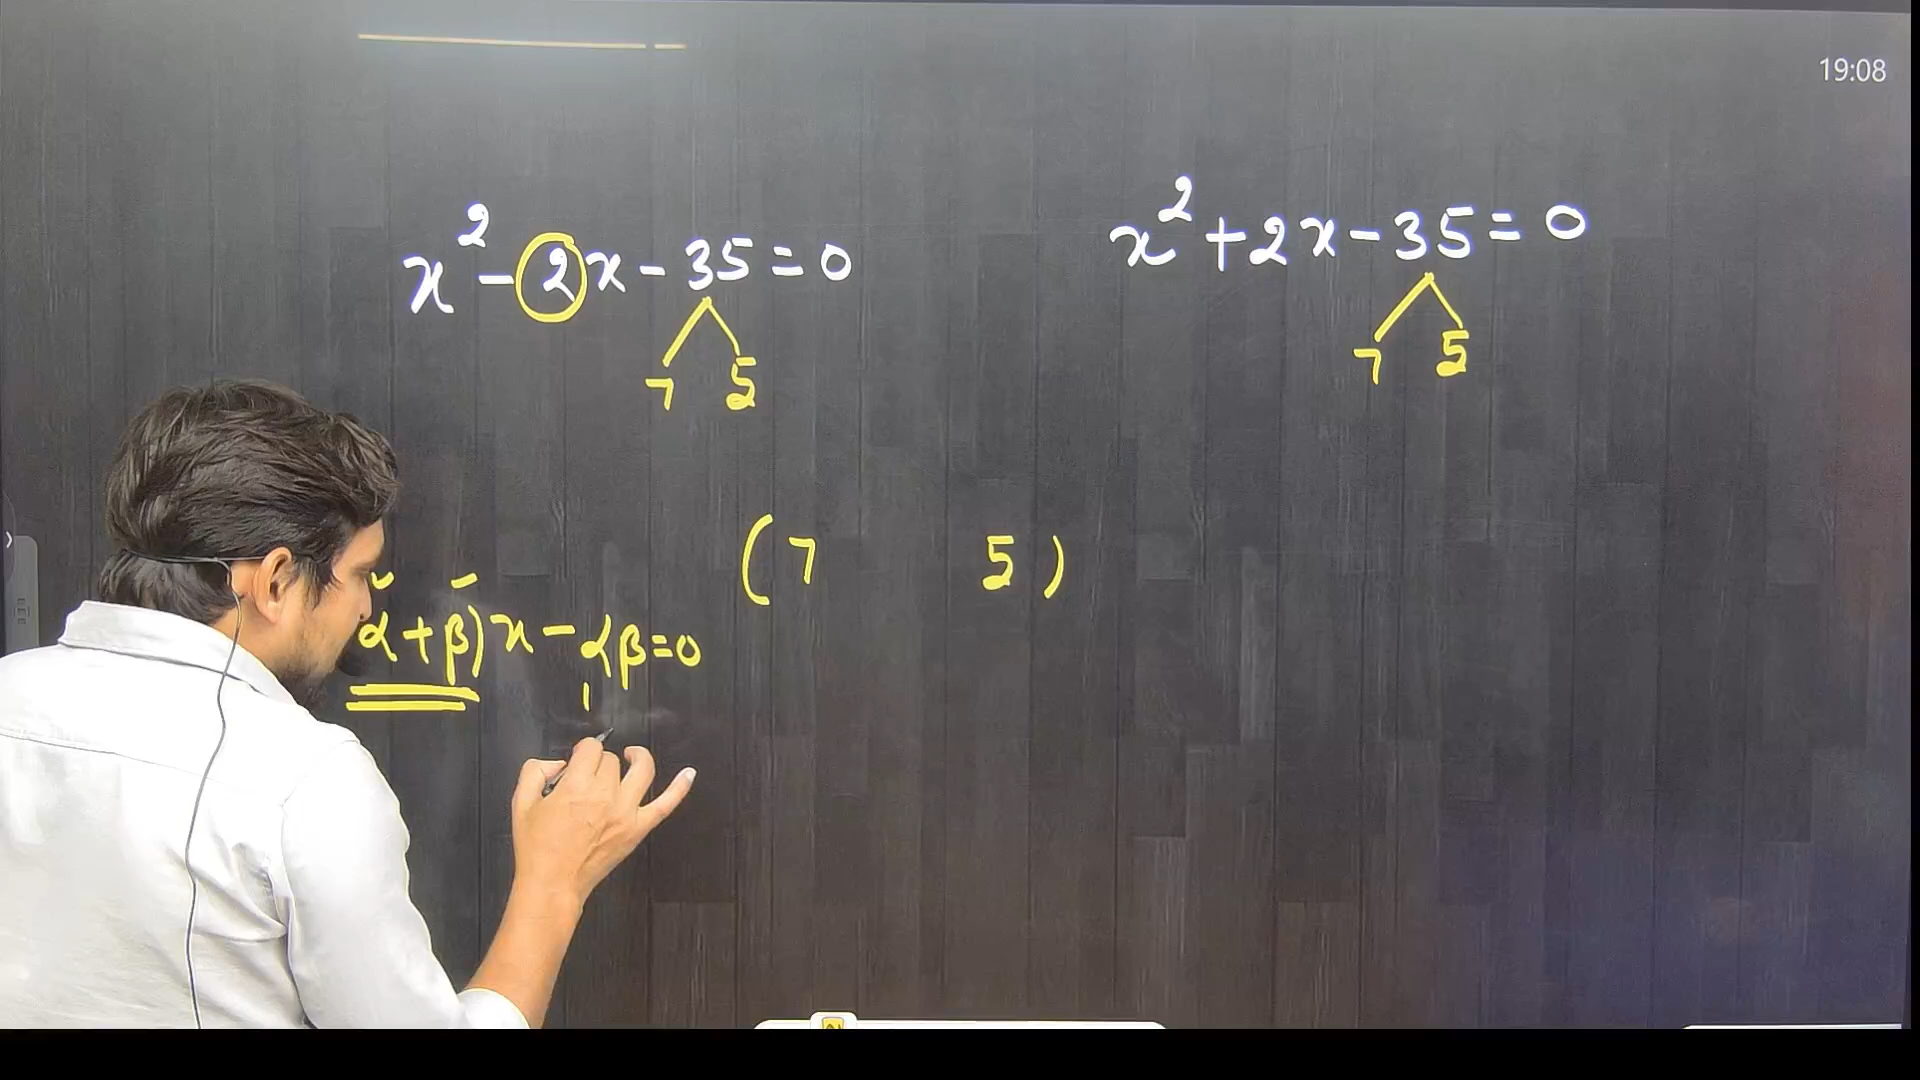 19:08
x² - 2x - 35 = 0
7 5
x² + 2x - 35 = 0
7 5
(7 5)
α + β) x - αβ = 0